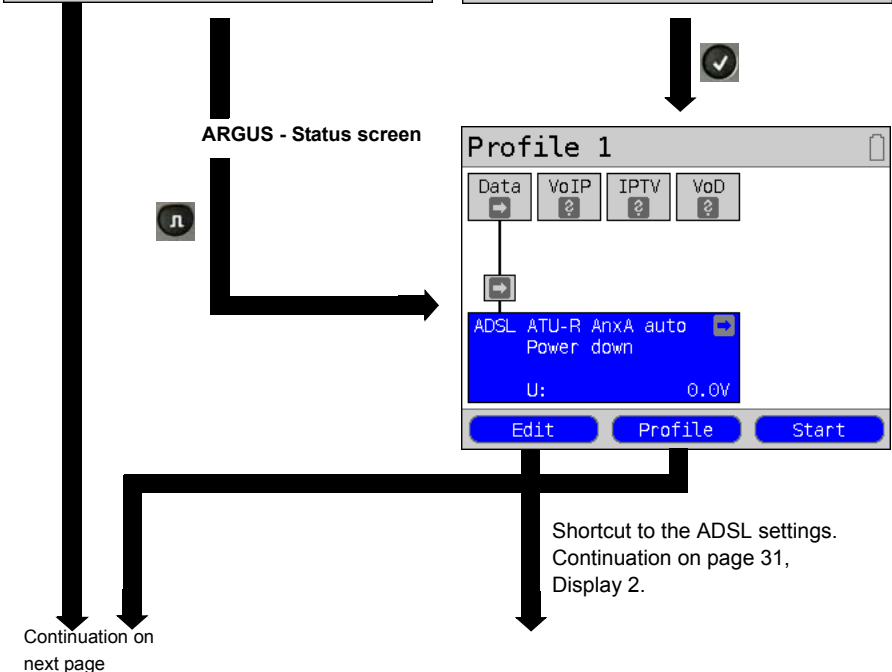 ARGUS - Status screen
Profile 1
Data VoIP IPTV VoD
ADSL ATU-R AnxA auto
Power down
U: 0.0V
Edit Profile Start
Shortcut to the ADSL settings.
Continuation on page 31,
Display 2.
Continuation on
next page